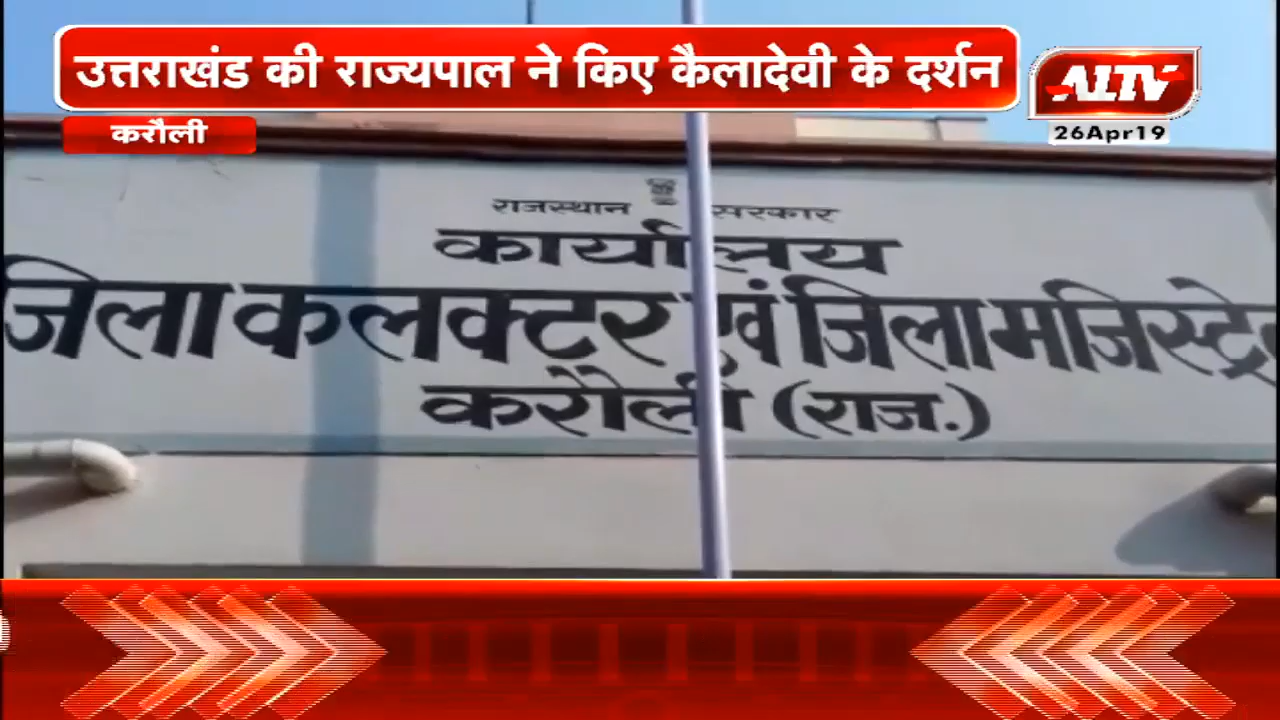 उत्तराखंड की राज्यपाल ने किए कैलादेवी के दर्शन
ALTV
करौली
26Apr19
राजस्थान सरकार
कार्यालय
जिला कलक्टर एवं जिला मजिस्ट्रेट
करौली (राज.)